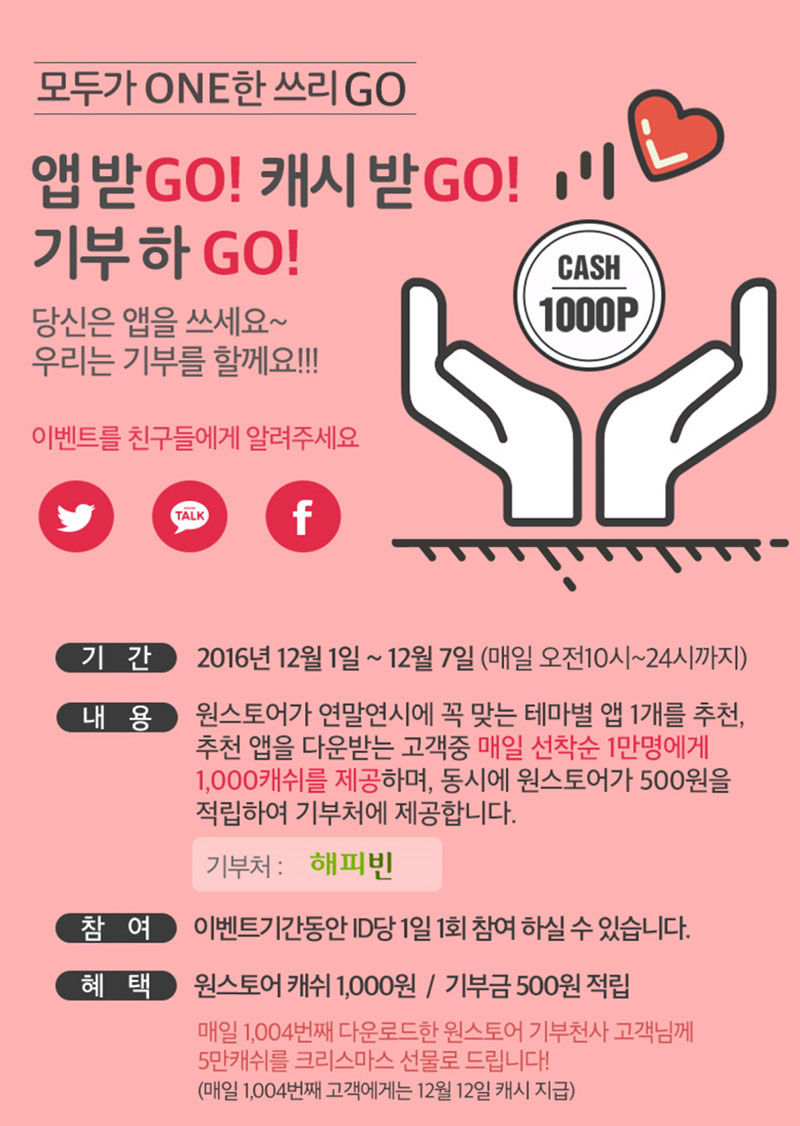 모두가 ONE한 쓰리GO
앱 받GO! 캐시 받GO!
기부 하 GO!
CASH
1000P
당신은 앱을 쓰세요~
우리는 기부를 할께요!!!
이벤트를 친구들에게 알려주세요
TALK
f
기 간 2016년 12월 1일 ~ 12월 7일 (매일 오전10시~24시까지)
내 용 원스토어가 연말연시에 꼭 맞는 테마별 앱 1개를 추천,
추천 앱을 다운받는 고객중 매일 선착순 1만명에게
1,000캐쉬를 제공하며, 동시에 원스토어가 500원을
적립하여 기부처에 제공합니다.
기부처 : 해피빈
참 여 이벤트기간동안 ID당 1일 1회 참여 하실 수 있습니다.
혜 택 원스토어 캐쉬 1,000원 / 기부금 500원 적립
매일 1,004번째 다운로드한 원스토어 기부천사 고객님께
5만캐쉬를 크리스마스 선물로 드립니다!
(매일 1,004번째 고객에게는 12월 12일 캐시 지급)